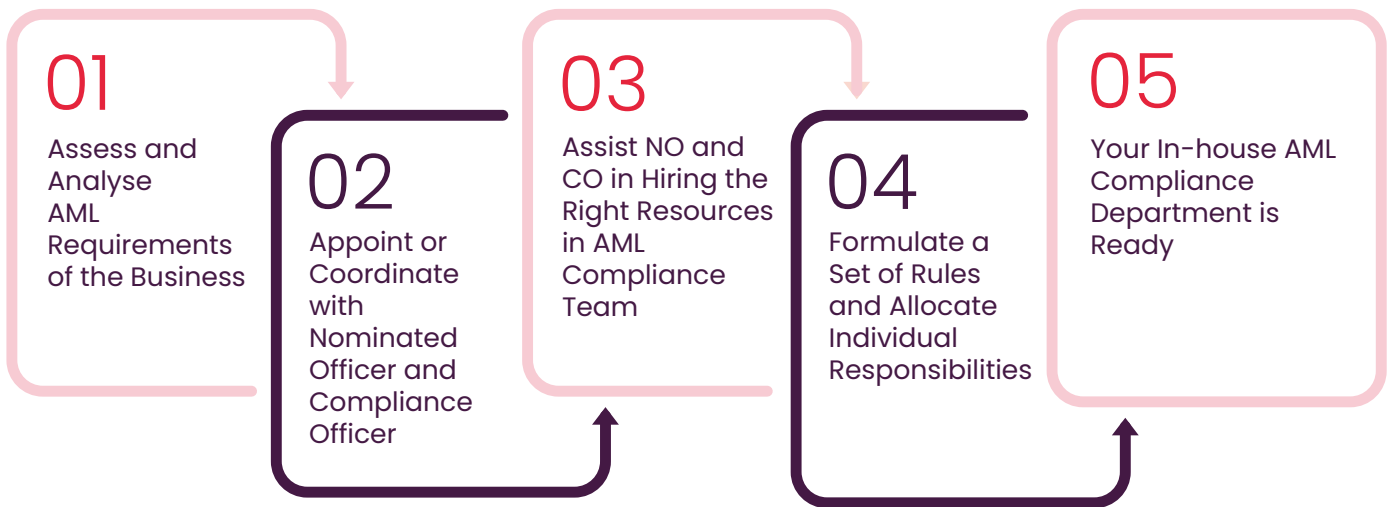 01
Assess and
Analyse
AML
Requirements
of the Business
02
Appoint or
Coordinate
with
Nominated
Officer and
Compliance
Officer
03
Assist NO and
CO in Hiring the
Right Resources
in AML
Compliance
Team
04
Formulate a
Set of Rules
and Allocate
Individual
Responsibilities
05
Your In-house AML
Compliance
Department is
Ready